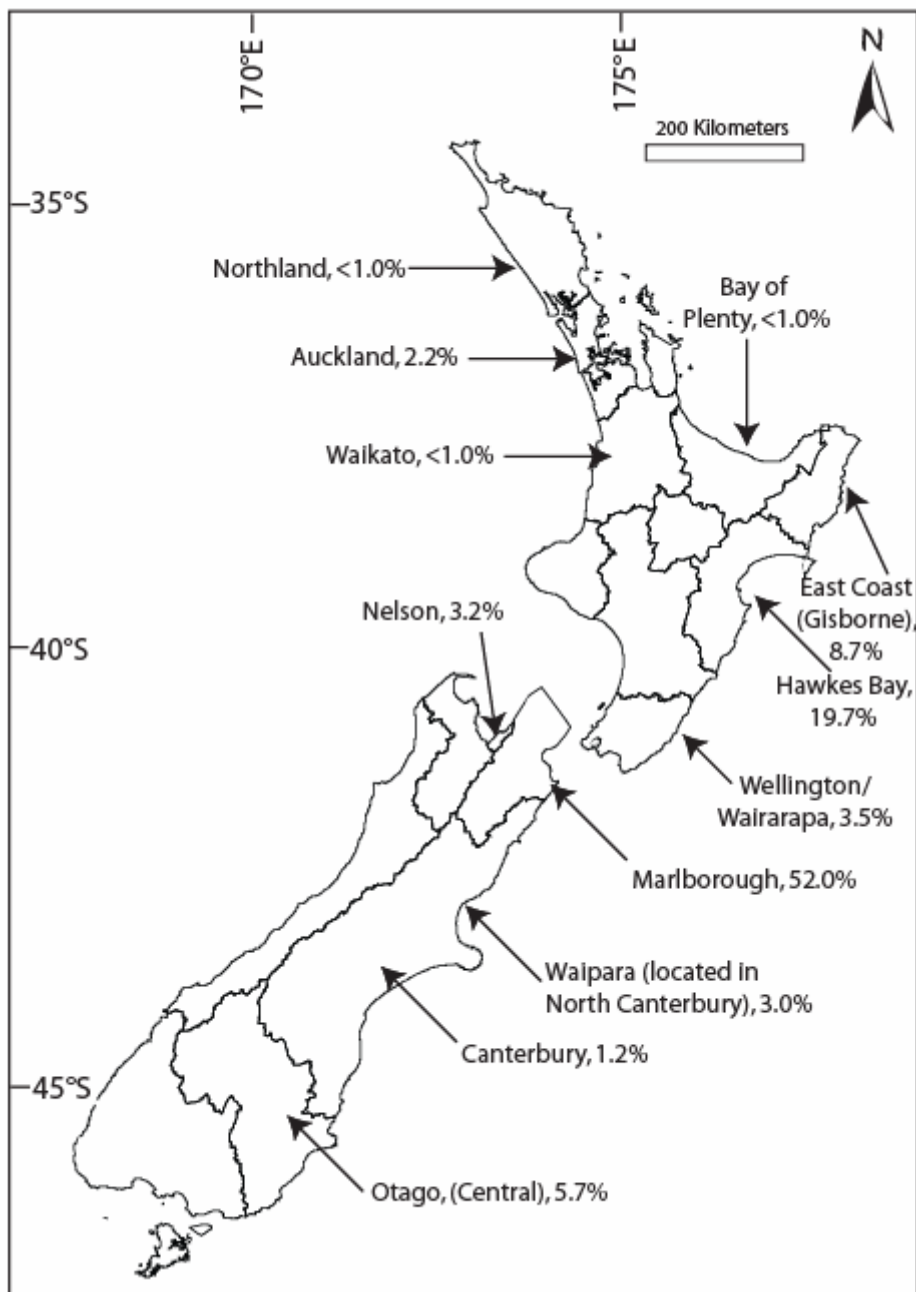 170°E
175°E
N
200 Kilometers
35°S
Northland, <1.0%
Bay of
Plenty, <1.0%
Auckland, 2.2%
Waikato, <1.0%
East Coast
(Gisborne),
8.7%
Nelson, 3.2%
40°S
Hawkes Bay,
19.7%
Wellington/
Wairarapa, 3.5%
Marlborough, 52.0%
Waipara (located in
North Canterbury), 3.0%
Canterbury, 1.2%
45°S
Otago, (Central), 5.7%